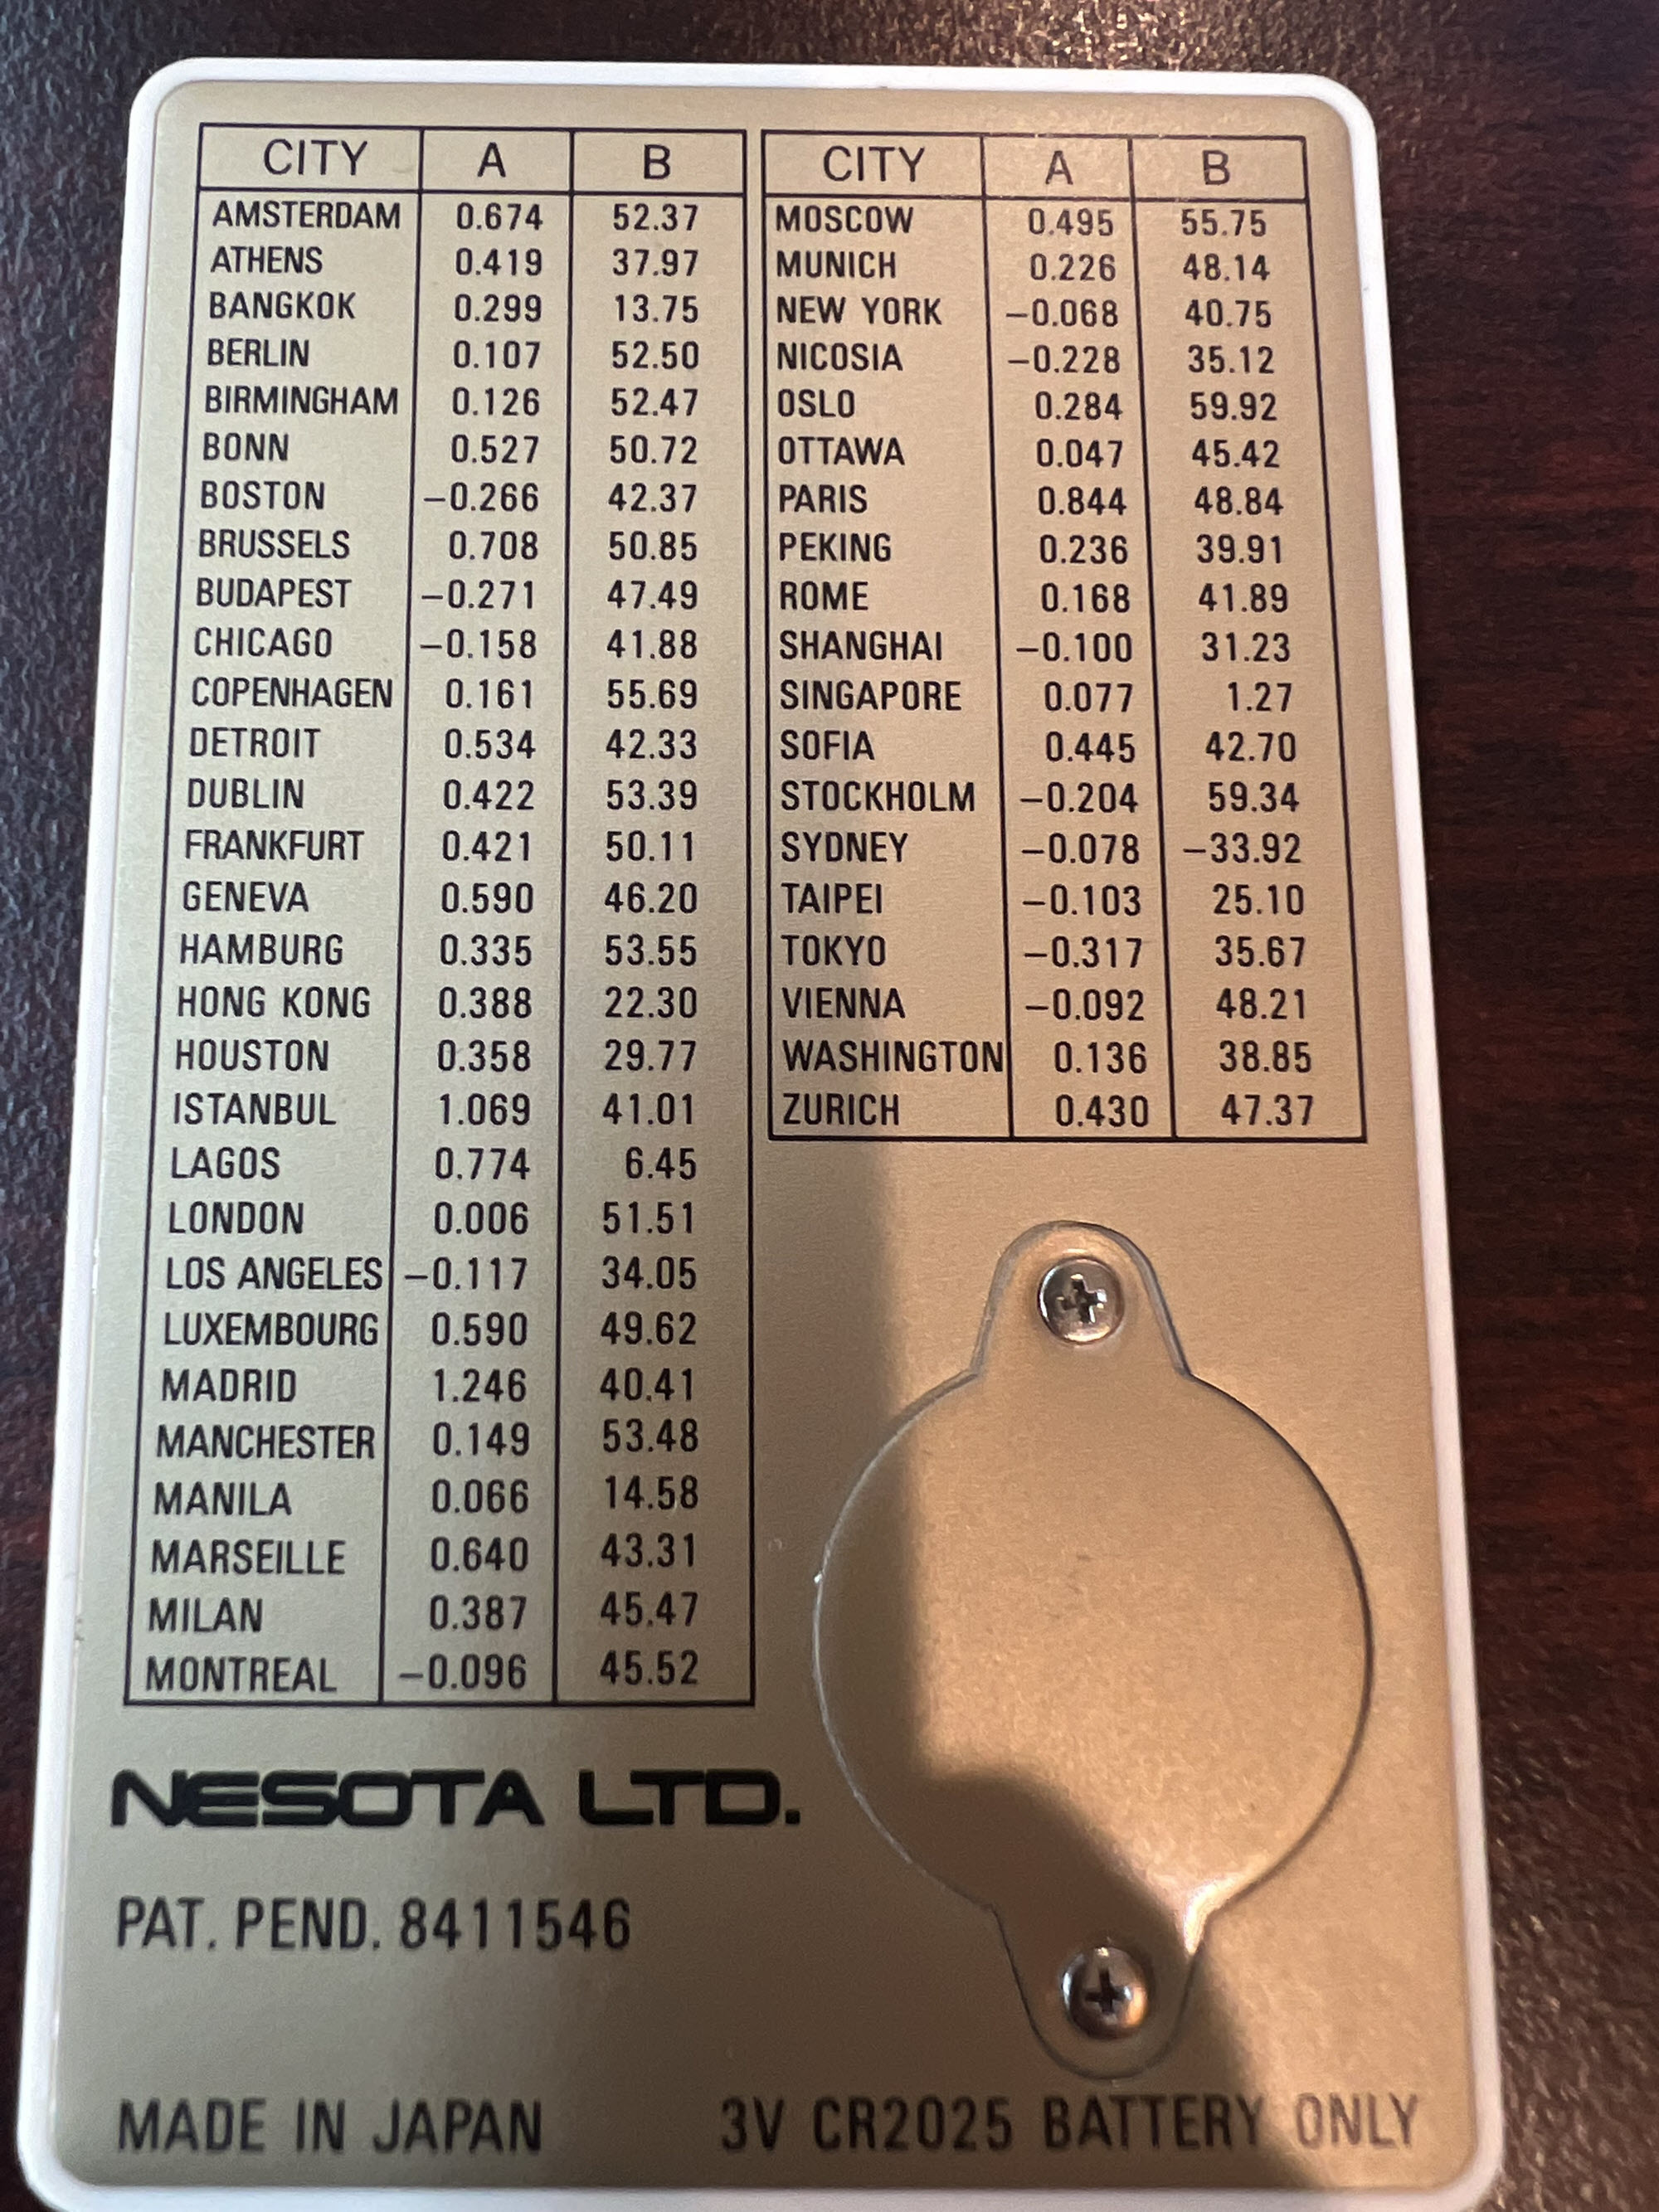 CITY A B
AMSTERDAM 0.674 52.37
ATHENS 0.419 37.97
BANGKOK 0.299 13.75
BERLIN 0.107 52.50
BIRMINGHAM 0.126 52.47
BONN 0.527 50.72
BOSTON −0.266 42.37
BRUSSELS 0.708 50.85
BUDAPEST −0.271 47.49
CHICAGO −0.158 41.88
COPENHAGEN 0.161 55.69
DETROIT 0.534 42.33
DUBLIN 0.422 53.39
FRANKFURT 0.421 50.11
GENEVA 0.590 46.20
HAMBURG 0.335 53.55
HONG KONG 0.388 22.30
HOUSTON 0.358 29.77
ISTANBUL 1.069 41.01
LAGOS 0.774 6.45
LONDON 0.006 51.51
LOS ANGELES −0.117 34.05
LUXEMBOURG 0.590 49.62
MADRID 1.246 40.41
MANCHESTER 0.149 53.48
MANILA 0.066 14.58
MARSEILLE 0.640 43.31
MILAN 0.387 45.47
MONTREAL −0.096 45.52
CITY A B
MOSCOW 0.495 55.75
MUNICH 0.226 48.14
NEW YORK −0.068 40.75
NICOSIA −0.228 35.12
OSLO 0.284 59.92
OTTAWA 0.047 45.42
PARIS 0.844 48.84
PEKING 0.236 39.91
ROME 0.168 41.89
SHANGHAI −0.100 31.23
SINGAPORE 0.077 1.27
SOFIA 0.445 42.70
STOCKHOLM −0.204 59.34
SYDNEY −0.078 −33.92
TAIPEI −0.103 25.10
TOKYO −0.317 35.67
VIENNA −0.092 48.21
WASHINGTON 0.136 38.85
ZURICH 0.430 47.37
NESOTA LTD.
PAT. PEND. 8411546
MADE IN JAPAN 3V CR2025 BATTERY ONLY